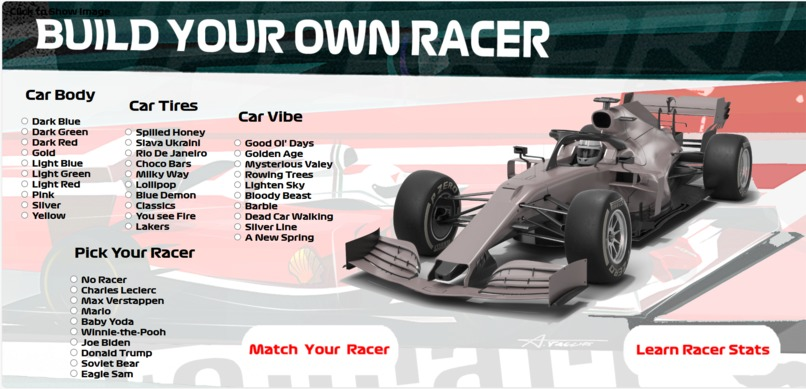 Click to Show Image
BUILD YOUR OWN RACER
Car Body
Dark Blue
Dark Green
Dark Red
Gold
Light Blue
Light Green
Light Red
Pink
Silver
Yellow
Car Tires
Spilled Honey
Slava Ukraini
Rio De Janeiro
Choco Bars
Milky Way
Lollipop
Blue Demon
Classics
You see Fire
Lakers
Car Vibe
Good Ol' Days
Golden Age
Mysterious Valey
Rowing Trees
Lighten Sky
Bloody Beast
Barbie
Dead Car Walking
Silver Line
A New Spring
Pick Your Racer
No Racer
Charles Leclerc
Max Verstappen
Mario
Baby Yoda
Winnie-the-Pooh
Joe Biden
Donald Trump
Soviet Bear
Eagle Sam
Match Your Racer
Learn Racer Stats